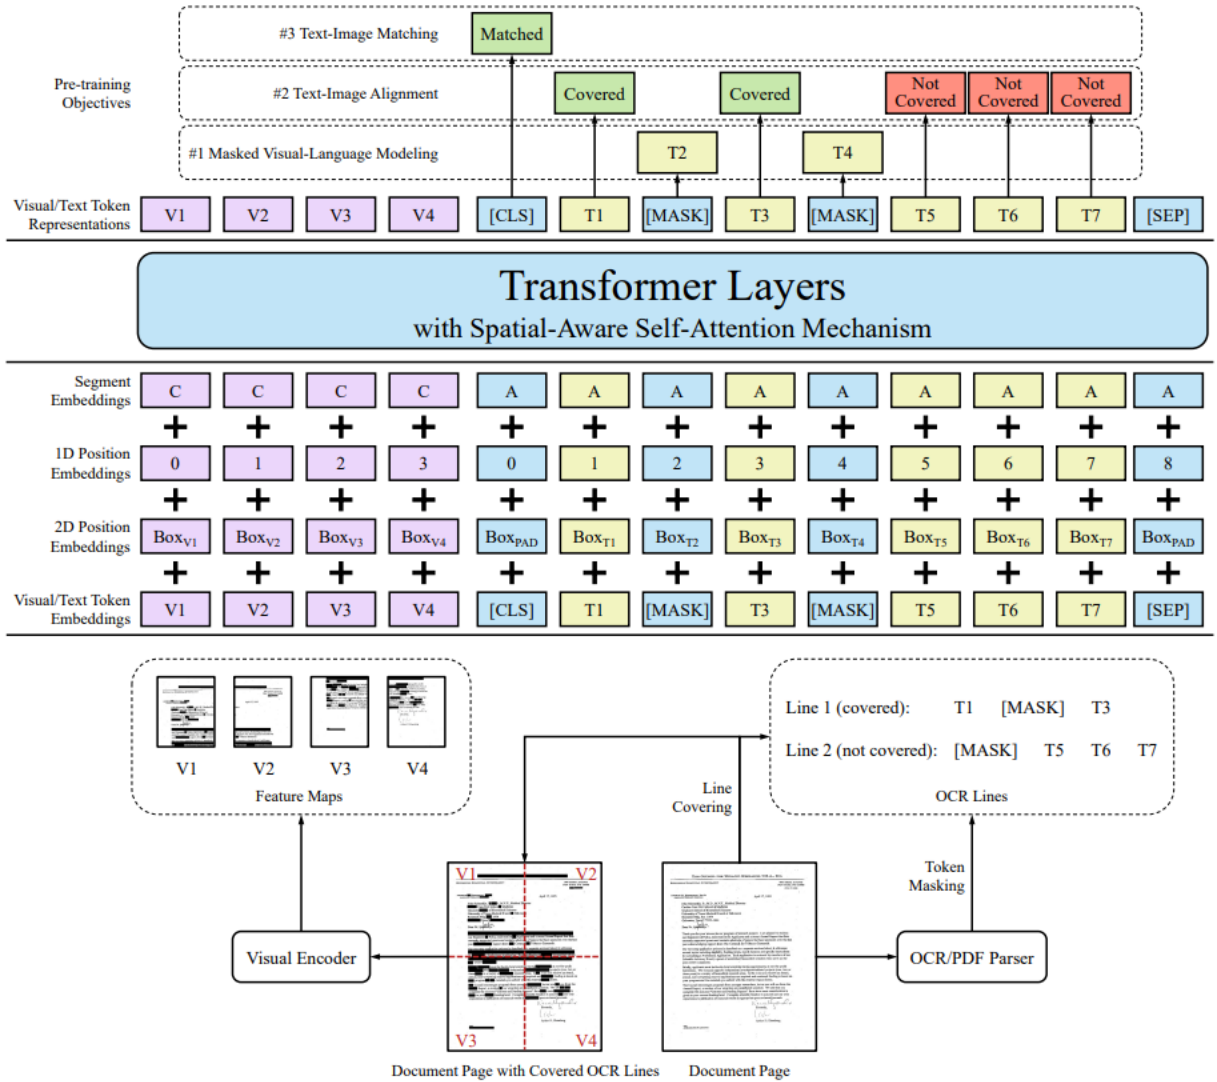 #3 Text-Image Matching Matched
Pre-training Objectives
#2 Text-Image Alignment Covered Covered Not Covered Not Covered Not Covered
#1 Masked Visual-Language Modeling T2 T4
Visual/Text Token Representations V1 V2 V3 V4 [CLS] T1 [MASK] T3 [MASK] T5 T6 T7 [SEP]
Transformer Layers
with Spatial-Aware Self-Attention Mechanism
Segment Embeddings C C C C A A A A A A A A A
+ + + + + + + + + + + + +
1D Position Embeddings 0 1 2 3 0 1 2 3 4 5 6 7 8
+ + + + + + + + + + + + +
2D Position Embeddings BoxV1 BoxV2 BoxV3 BoxV4 BoxPAD BoxT1 BoxT2 BoxT3 BoxT4 BoxT5 BoxT6 BoxT7 BoxPAD
+ + + + + + + + + + + + +
Visual/Text Token Embeddings V1 V2 V3 V4 [CLS] T1 [MASK] T3 [MASK] T5 T6 T7 [SEP]
V1 V2 V3 V4
Feature Maps
Line 1 (covered): T1 [MASK] T3
Line 2 (not covered): [MASK] T5 T6 T7
OCR Lines
Line Covering
Token Masking
V1 V2
V3 V4
Visual Encoder
OCR/PDF Parser
Document Page with Covered OCR Lines
Document Page